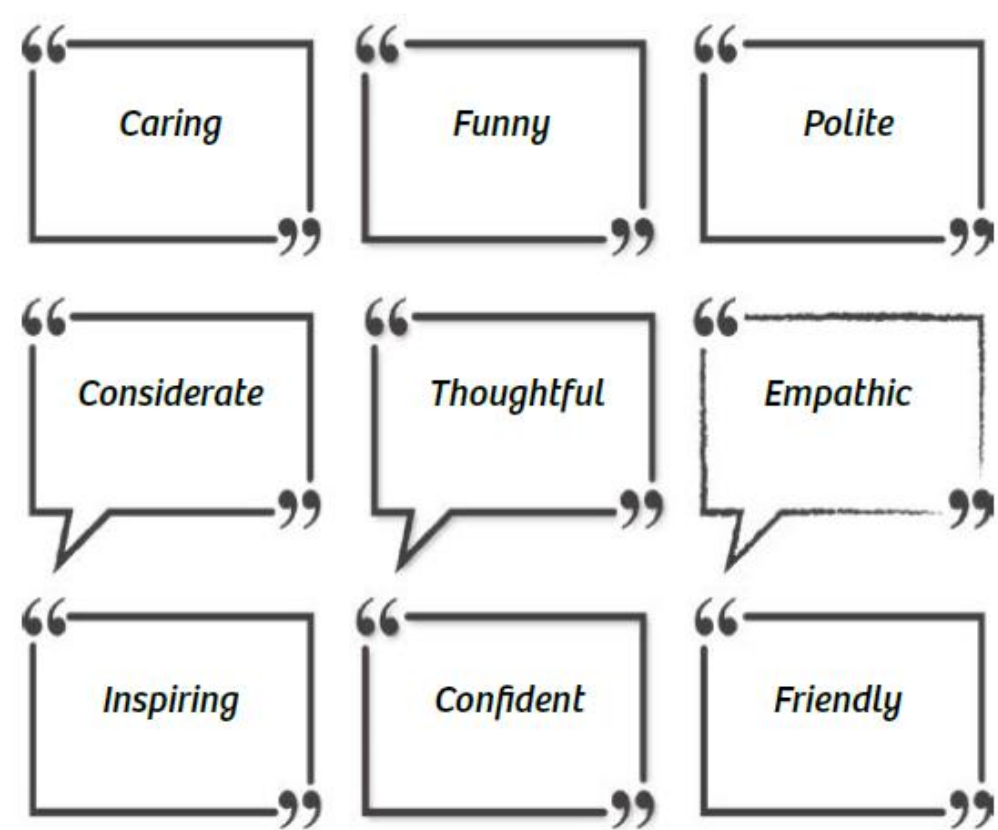 Caring
Funny
Polite
Considerate
Thoughtful
Empathic
Inspiring
Confident
Friendly